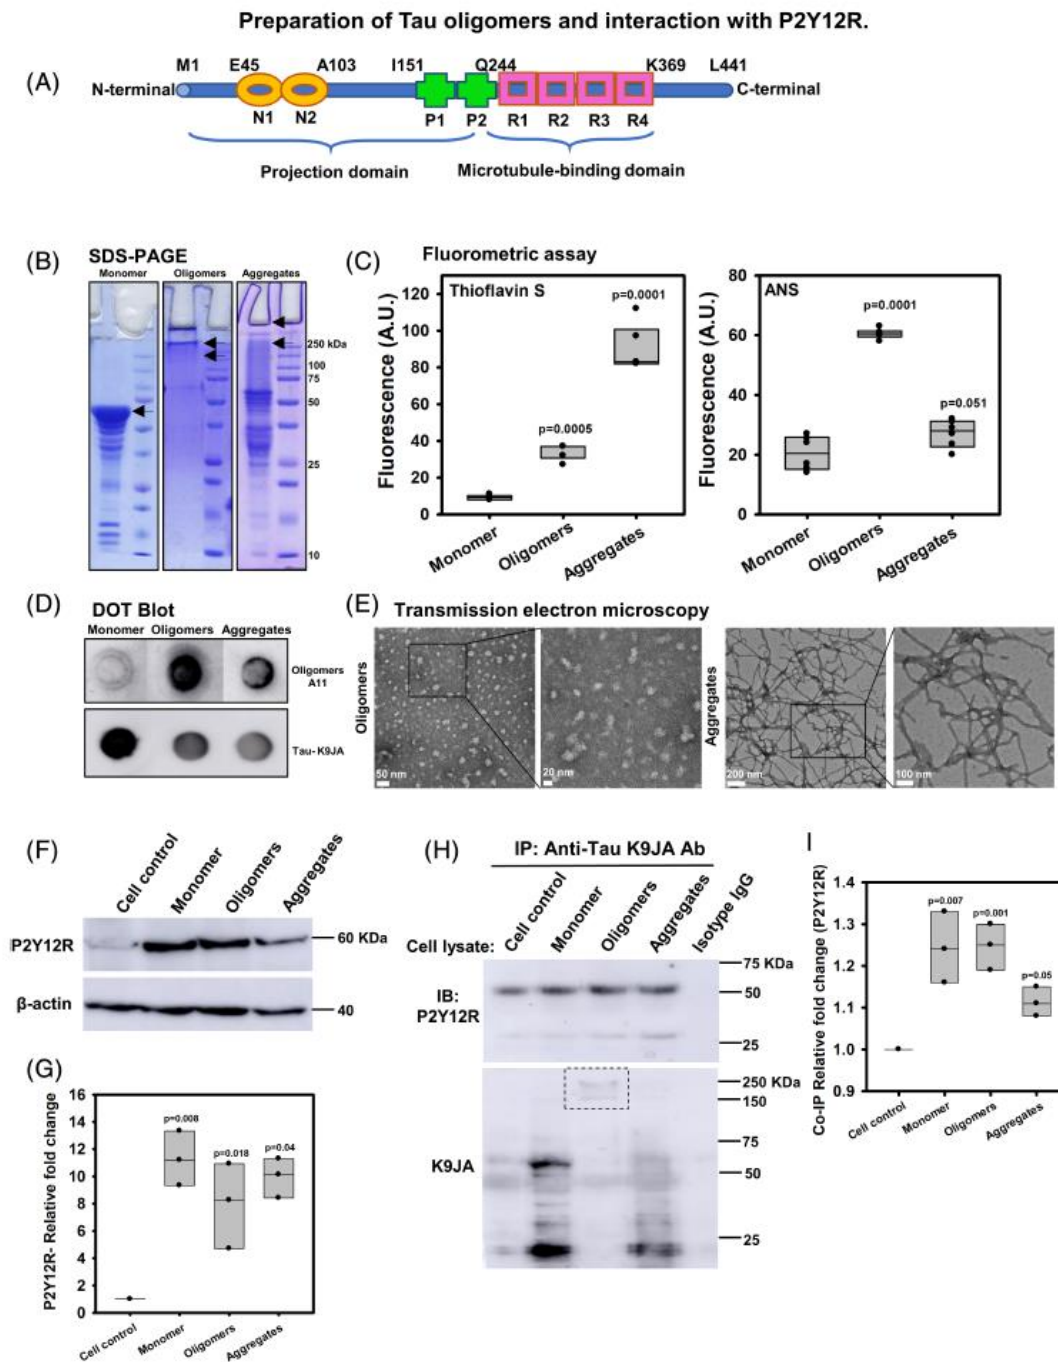 Preparation of Tau oligomers and interaction with P2Y12R.
(A)
M1 E45 A103 I151 Q244 K369 L441
N-terminal
C-terminal
N1 N2 P1 P2 R1 R2 R3 R4
Projection domain
Microtubule-binding domain
(B)
SDS-PAGE
Monomer Oligomers Aggregates
250 kDa
100
75
50
25
10
(C)
Fluorometric assay
Thioflavin S
Fluorescence (A.U.)
120
100
80
60
40
20
0
p=0.0005
p=0.0001
Monomer
Oligomers
Aggregates
ANS
Fluorescence (A.U.)
80
60
40
20
0
p=0.0001
p=0.051
Monomer
Oligomers
Aggregates
(D)
DOT Blot
Monomer Oligomers Aggregates
Oligomers
A11
Tau-K9JA
(E)
Transmission electron microscopy
Oligomers
50 nm
20 nm
Aggregates
200 nm
100 nm
(F)
Cell control
Monomer
Oligomers
Aggregates
P2Y12R
60 KDa
β-actin
40
(G)
P2Y12R- Relative fold change
16
14
12
10
8
6
4
2
0
p=0.008
p=0.018
p=0.04
Cell control
Monomer
Oligomers
Aggregates
(H)
IP: Anti-Tau K9JA Ab
Cell lysate:
Cell control
Monomer
Oligomers
Aggregates
Isotype IgG
IB:
P2Y12R
75 KDa
50
25
K9JA
250 KDa
150
75
50
25
I
Co-IP Relative fold change (P2Y12R)
1.4
1.3
1.2
1.1
1.0
0.9
p=0.007
p=0.001
p=0.05
Cell control
Monomer
Oligomers
Aggregates